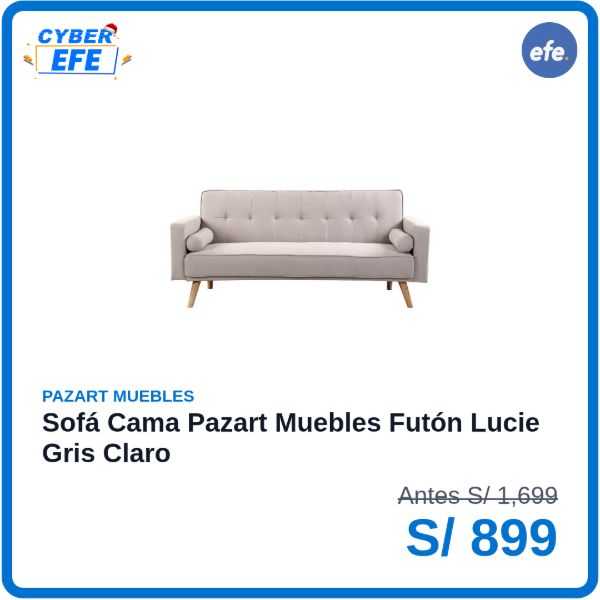 CYBER
EFE
efe.
PAZART MUEBLES
Sofá Cama Pazart Muebles Futón Lucie
Gris Claro
Antes S/ 1,699
S/ 899